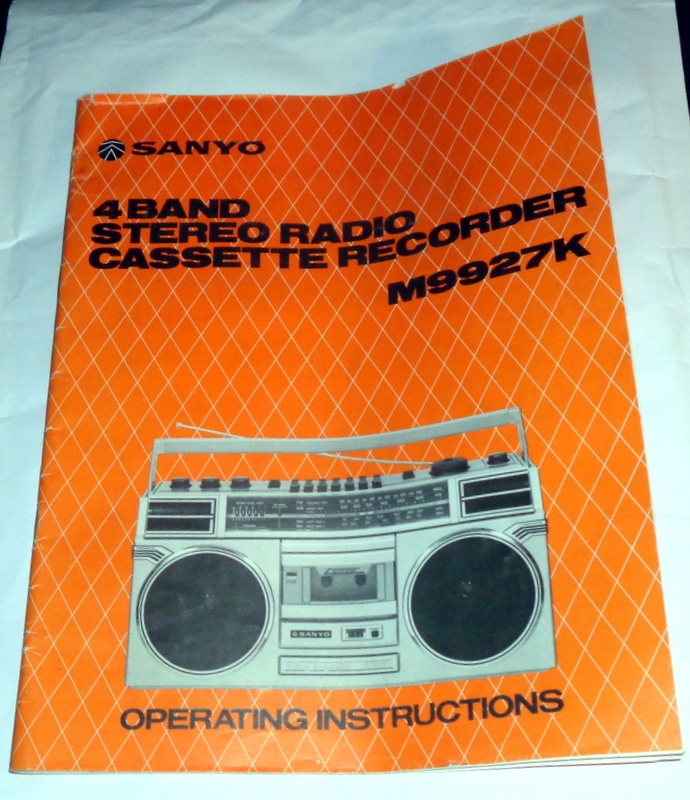 SANYO
4 BAND
STEREO RADIO
CASSETTE RECORDER
M9927K
SANYO
OPERATING INSTRUCTIONS